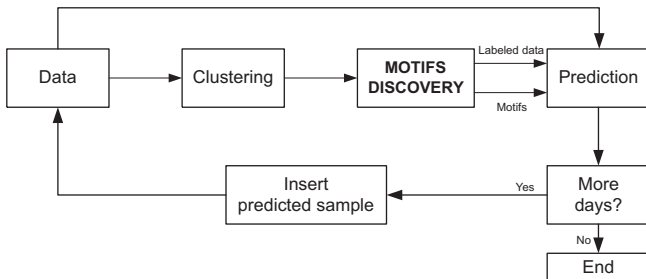 Data
Clustering
MOTIFS
DISCOVERY
Labeled data
Motifs
Prediction
Insert
predicted sample
Yes
More
days?
No
End